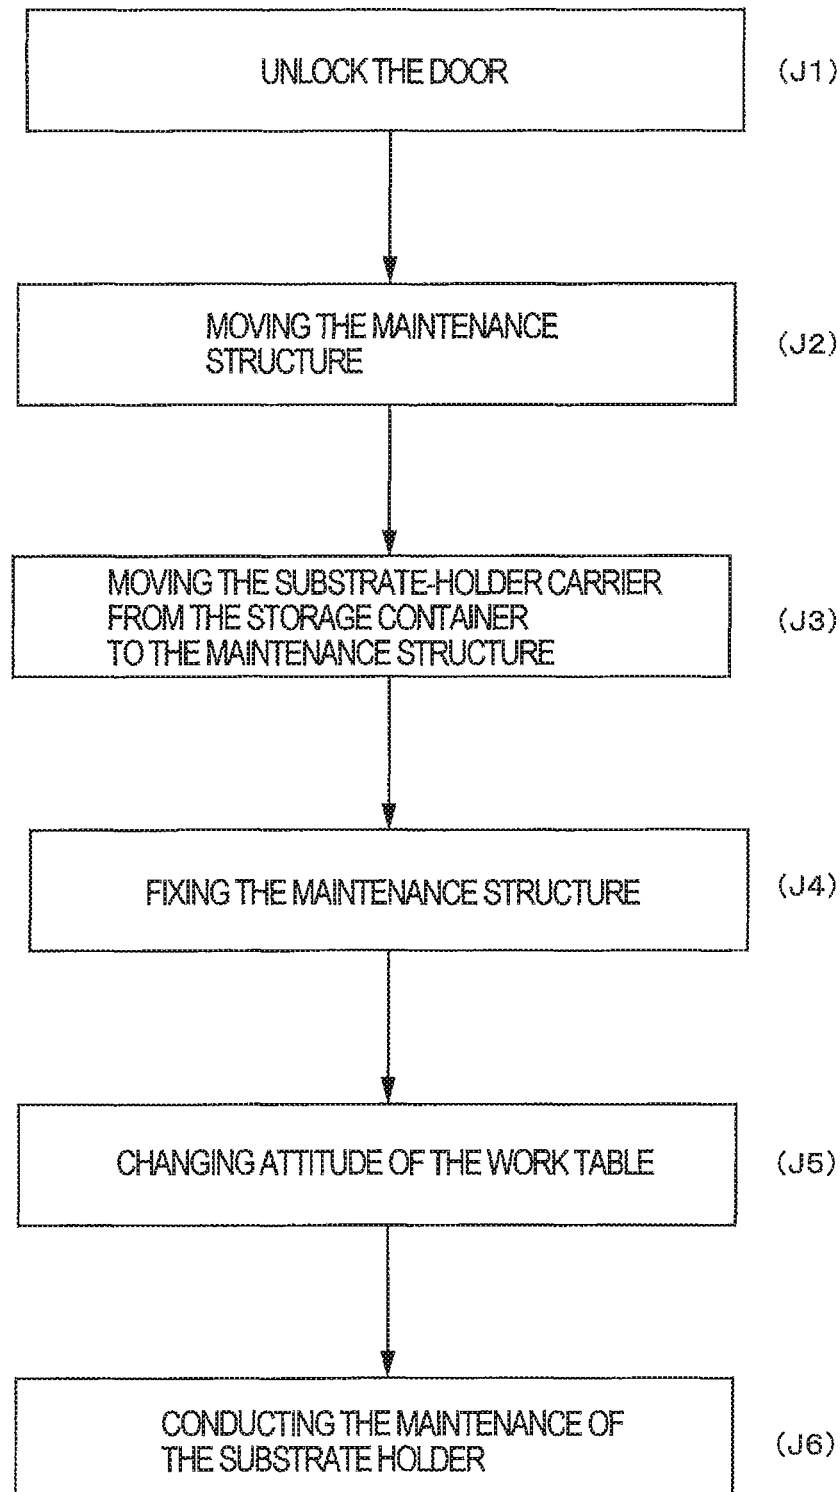 UNLOCK THE DOOR (J1)
MOVING THE MAINTENANCE
STRUCTURE (J2)
MOVING THE SUBSTRATE-HOLDER CARRIER
FROM THE STORAGE CONTAINER (J3)
TO THE MAINTENANCE STRUCTURE
FIXING THE MAINTENANCE STRUCTURE (J4)
CHANGING ATTITUDE OF THE WORK TABLE (J5)
CONDUCTING THE MAINTENANCE OF
THE SUBSTRATE HOLDER (J6)